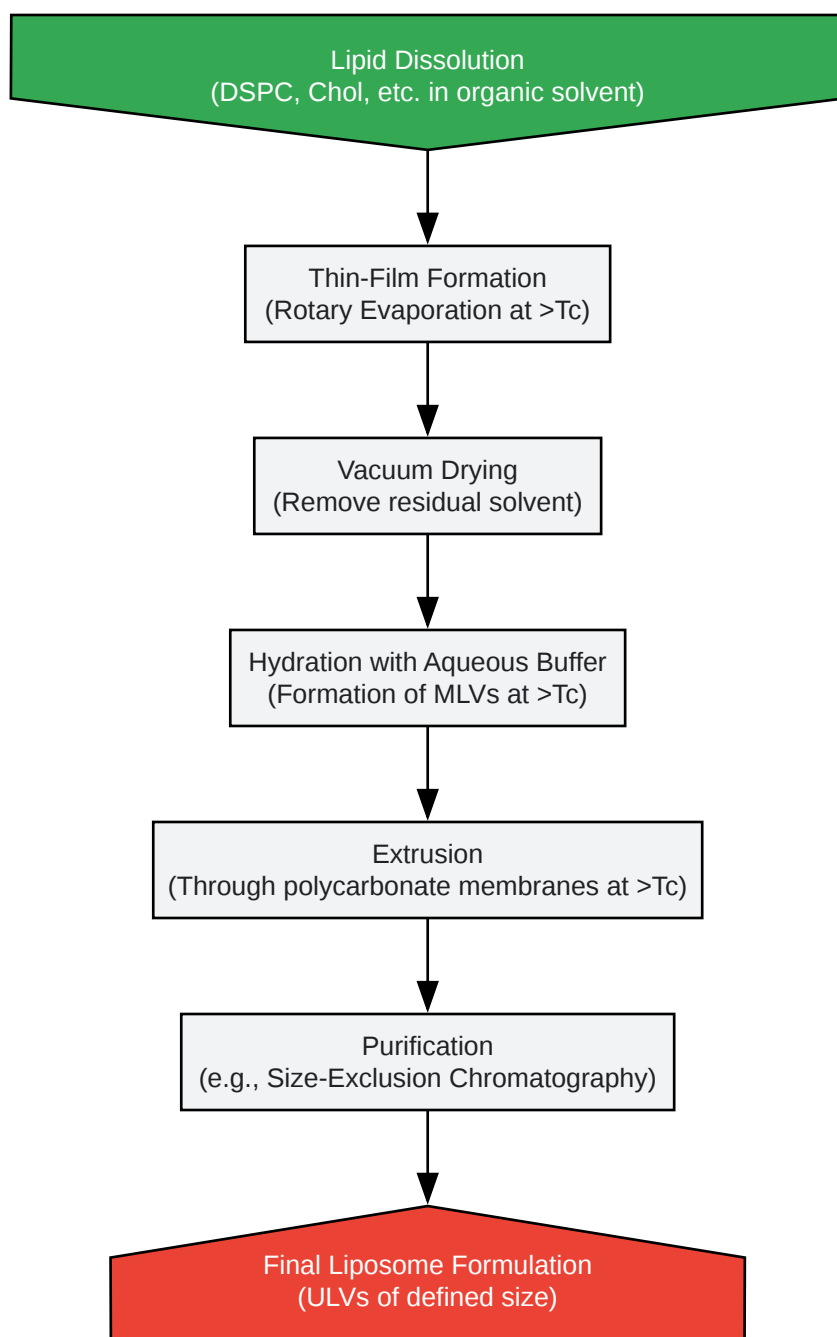 Lipid Dissolution
(DSPC, Chol, etc. in organic solvent)
Thin-Film Formation
(Rotary Evaporation at >Tc)
Vacuum Drying
(Remove residual solvent)
Hydration with Aqueous Buffer
(Formation of MLVs at >Tc)
Extrusion
(Through polycarbonate membranes at >Tc)
Purification
(e.g., Size-Exclusion Chromatography)
Final Liposome Formulation
(ULVs of defined size)